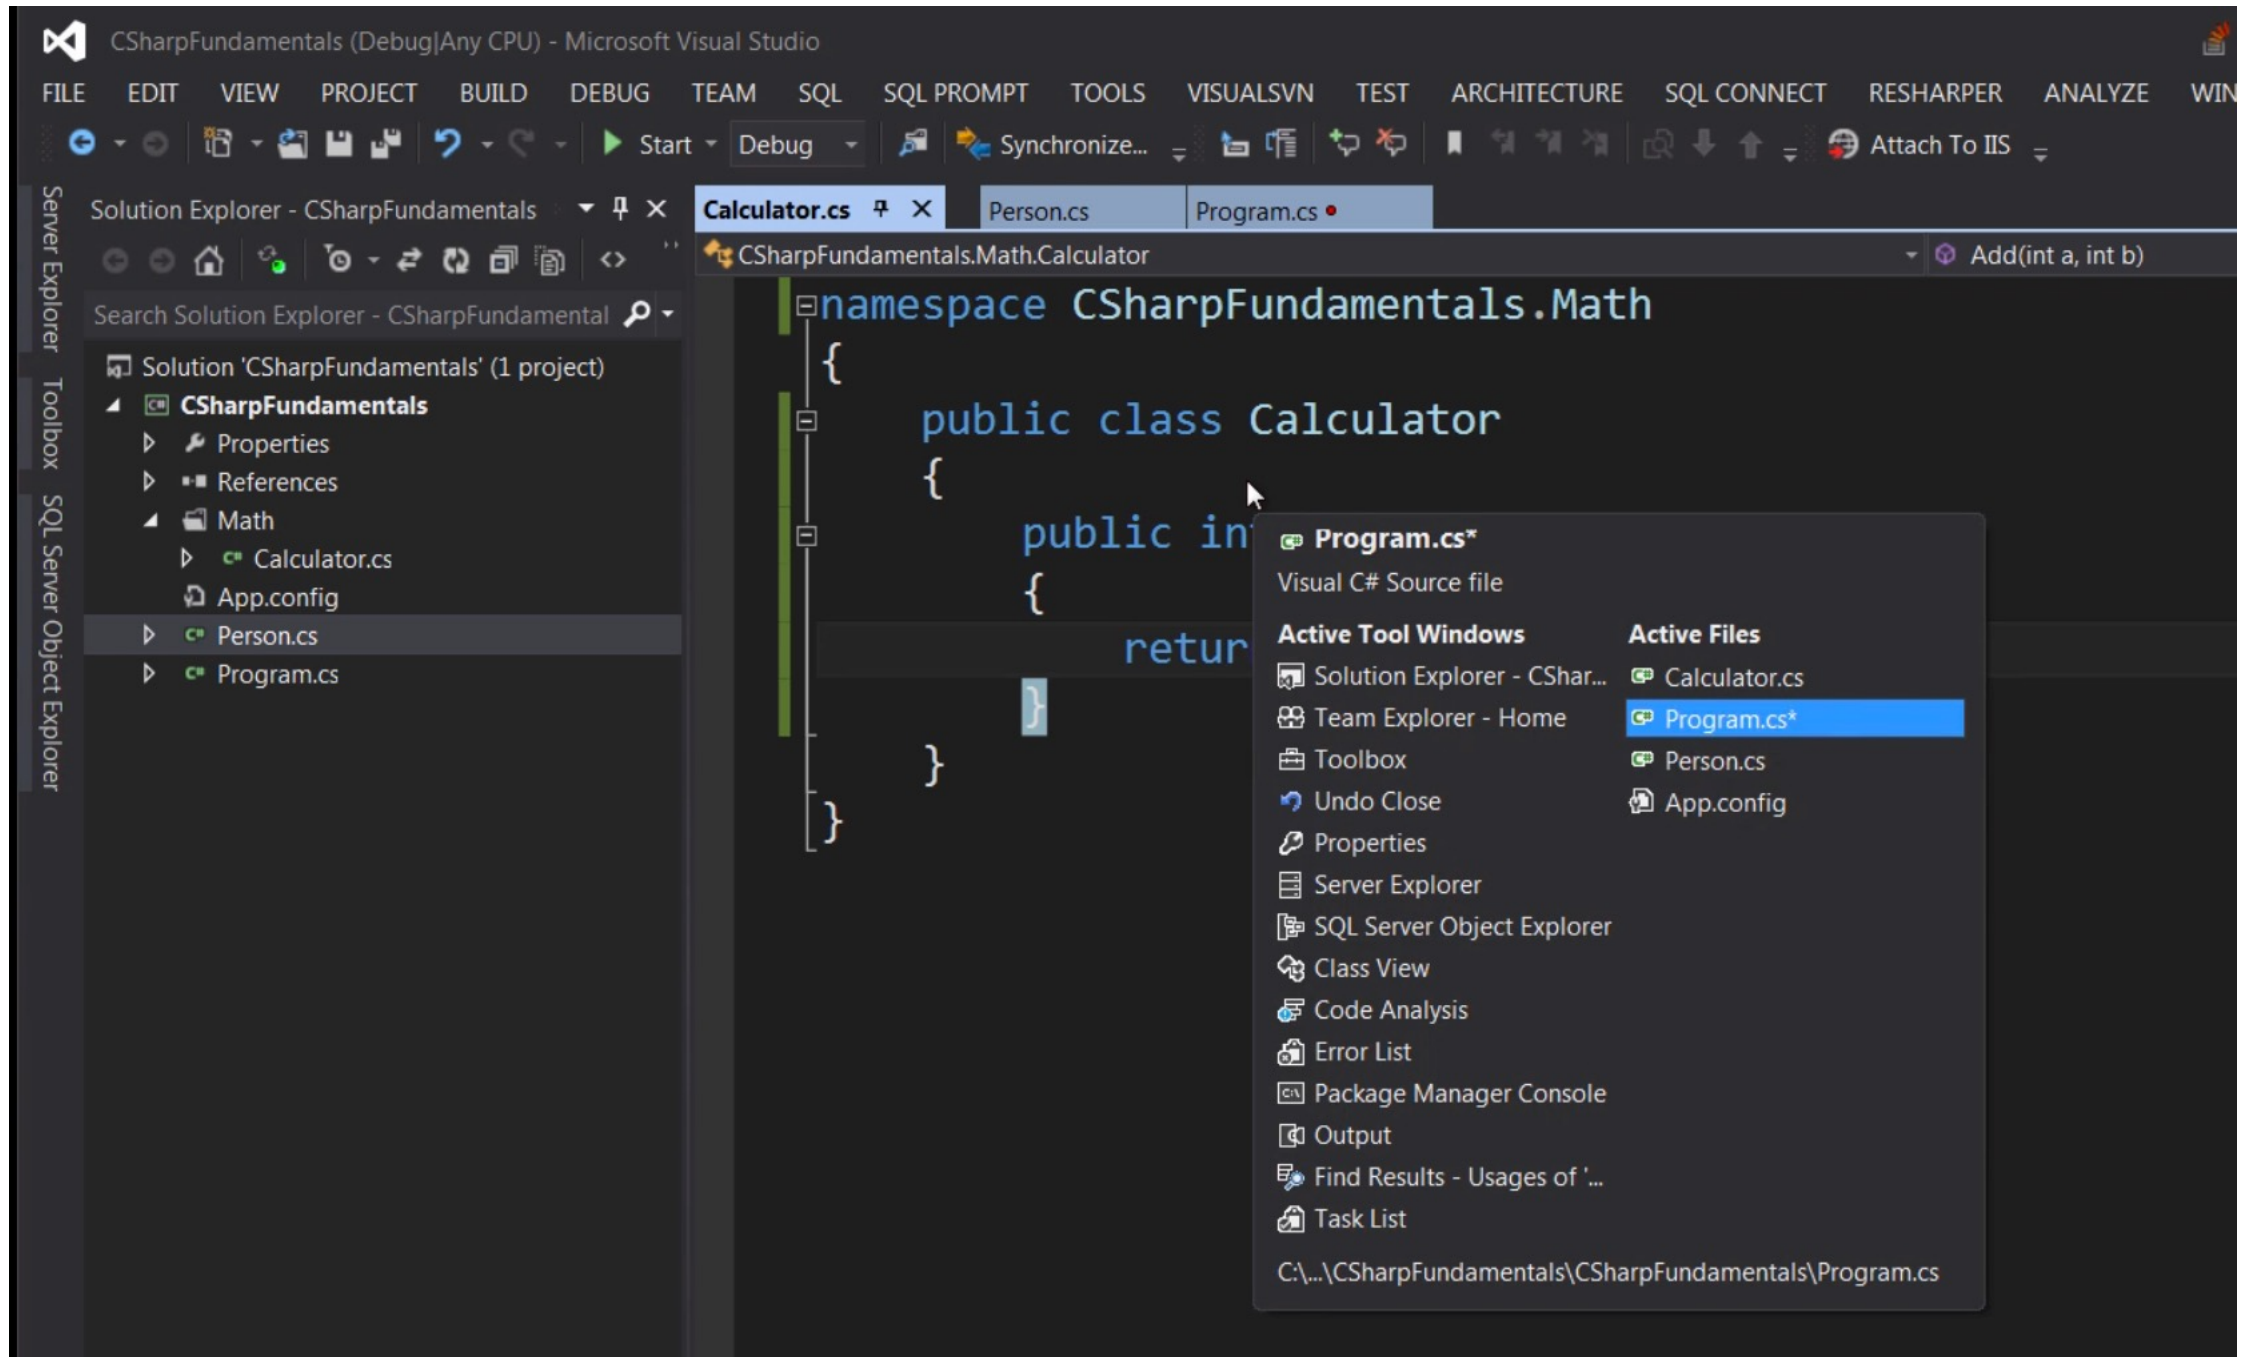 CSharpFundamentals (Debug|Any CPU) - Microsoft Visual Studio
FILE EDIT VIEW PROJECT BUILD DEBUG TEAM SQL SQL PROMPT TOOLS VISUALSVN TEST ARCHITECTURE SQL CONNECT RESHARPER ANALYZE WIN
Start Debug Synchronize... Attach To IIS
Server Explorer
Toolbox
SQL Server Object Explorer
Solution Explorer - CSharpFundamentals
Search Solution Explorer - CSharpFundamental
Solution 'CSharpFundamentals' (1 project)
CSharpFundamentals
Properties
References
Math
Calculator.cs
App.config
Person.cs
Program.cs
Calculator.cs Person.cs Program.cs
CSharpFundamentals.Math.Calculator Add(int a, int b)
namespace CSharpFundamentals.Math
{
public class Calculator
{
public in
{
retur
}
}
}
Program.cs*
Visual C# Source file
Active Tool Windows
Solution Explorer - CShar...
Team Explorer - Home
Toolbox
Undo Close
Properties
Server Explorer
SQL Server Object Explorer
Class View
Code Analysis
Error List
Package Manager Console
Output
Find Results - Usages of '...
Task List
Active Files
Calculator.cs
Program.cs*
Person.cs
App.config
C:\...\CSharpFundamentals\CSharpFundamentals\Program.cs